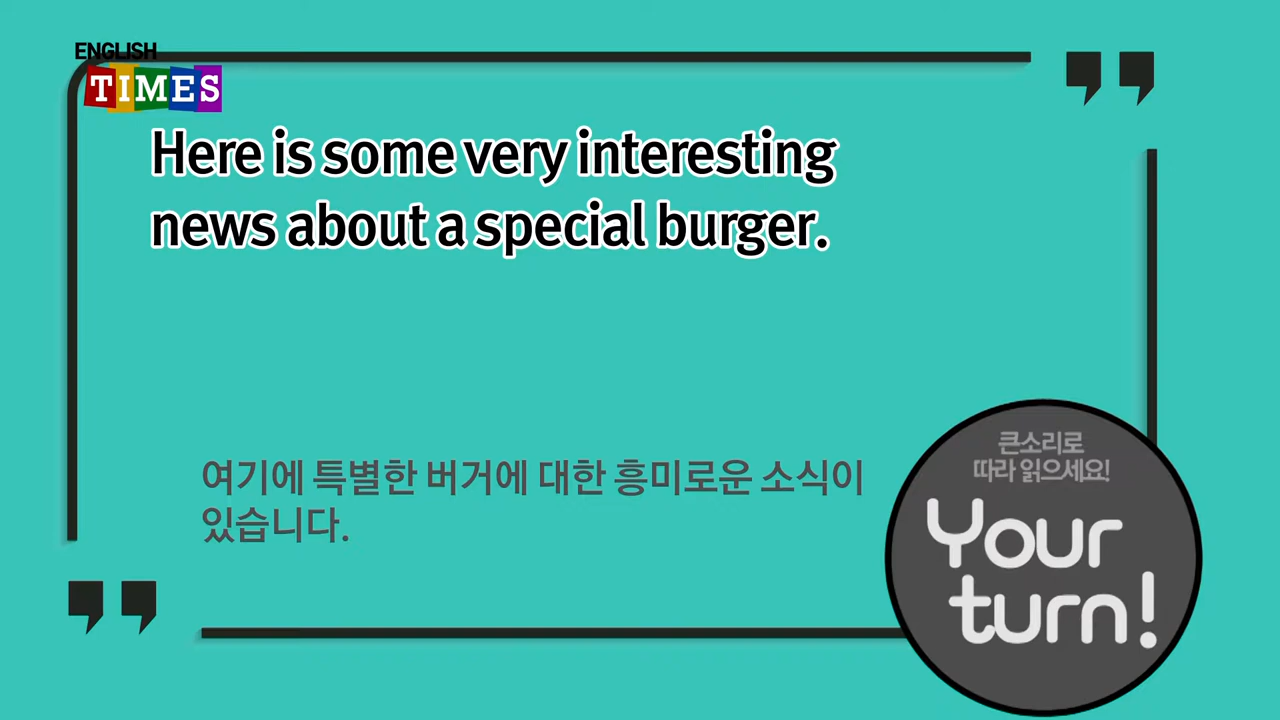 ENGLISH
TIMES
Here is some very interesting
news about a special burger.
여기에 특별한 버거에 대한 흥미로운 소식이
있습니다.
큰소리로
따라 읽으세요!
Your
turn!